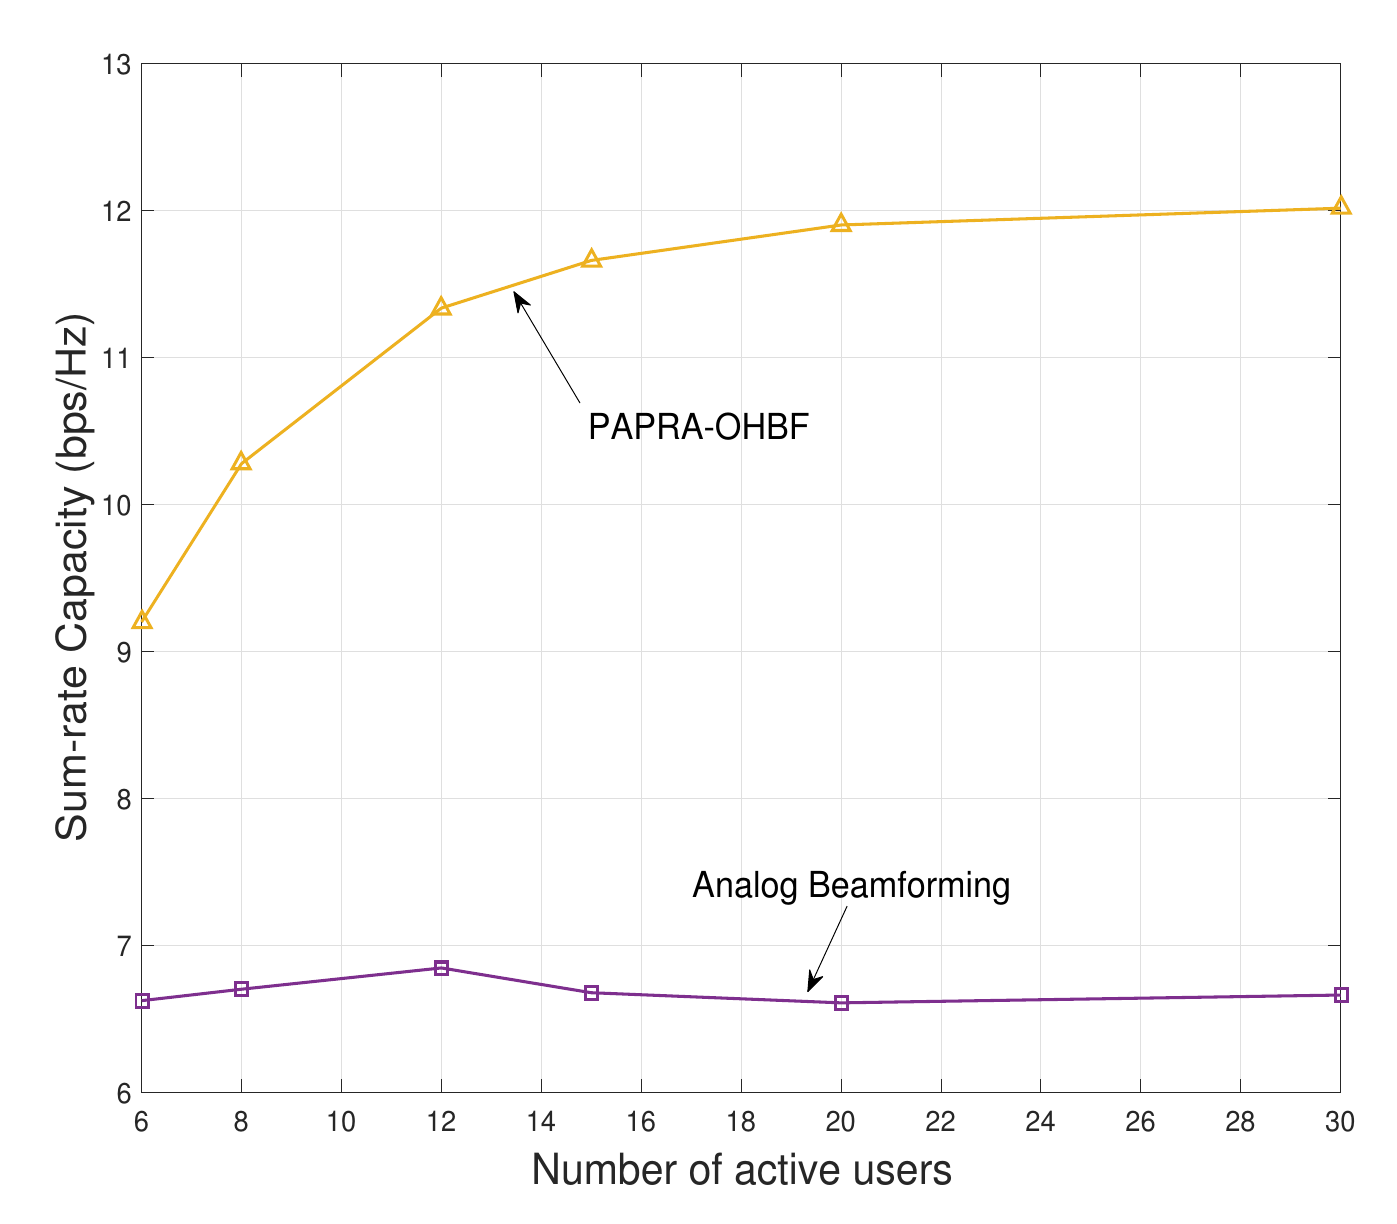 13
12
11
10
9
8
7
6
Sum-rate Capacity (bps/Hz)
PAPRA-OHBF
Analog Beamforming
6 8 10 12 14 16 18 20 22 24 26 28 30
Number of active users